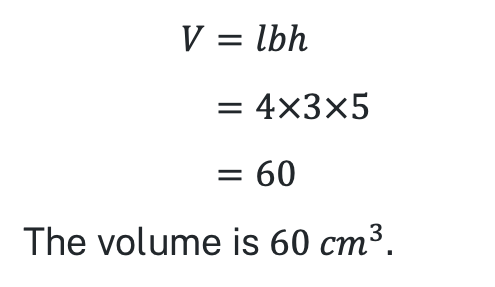 V = lbh
= 4×3×5
= 60
The volume is 60 cm³.